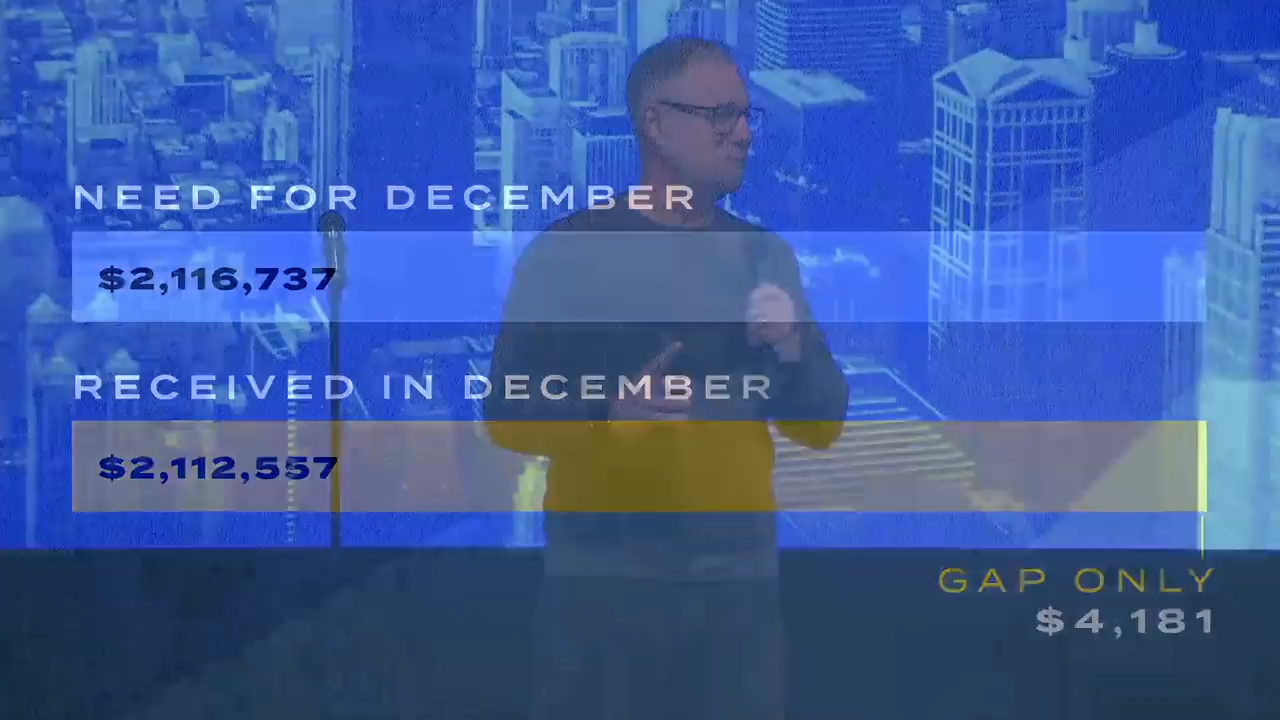 NEED FOR DECEMBER
$2,116,737
RECEIVED IN DECEMBER
$2,112,557
GAP ONLY
$4,181